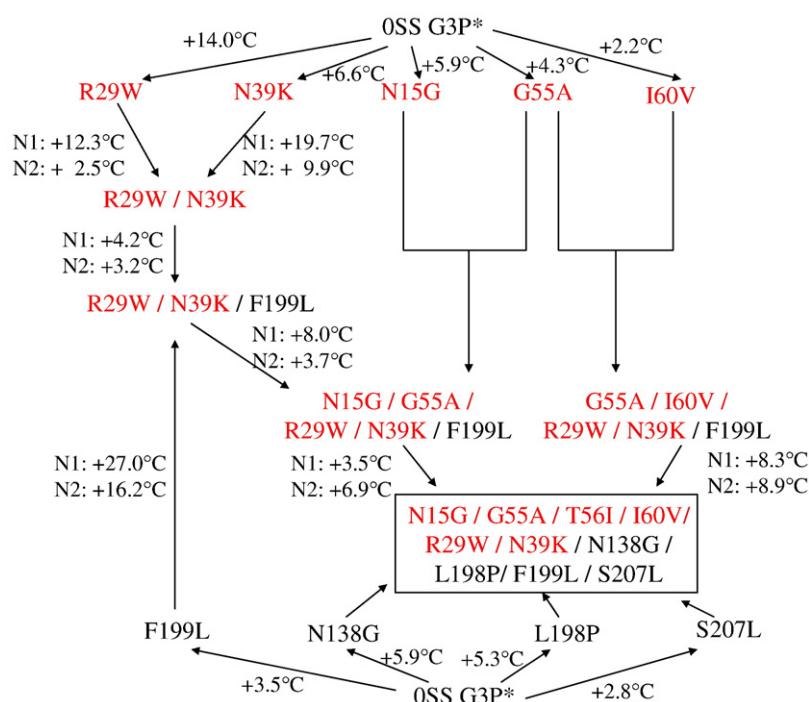 0SS G3P*
+14.0°C
+6.6°C
+5.9°C
+4.3°C
+2.2°C
R29W
N39K
N15G
G55A
I60V
N1: +12.3°C
N2: + 2.5°C
N1: +19.7°C
N2: + 9.9°C
R29W / N39K
N1: +4.2°C
N2: +3.2°C
R29W / N39K / F199L
N1: +8.0°C
N2: +3.7°C
N15G / G55A /
R29W / N39K / F199L
G55A / I60V /
R29W / N39K / F199L
N1: +27.0°C
N2: +16.2°C
N1: +3.5°C
N2: +6.9°C
N1: +8.3°C
N2: +8.9°C
N15G / G55A / T56I / I60V/
R29W / N39K / N138G /
L198P/ F199L / S207L
F199L
N138G
L198P
S207L
+3.5°C
+5.9°C
+5.3°C
+2.8°C
0SS G3P*